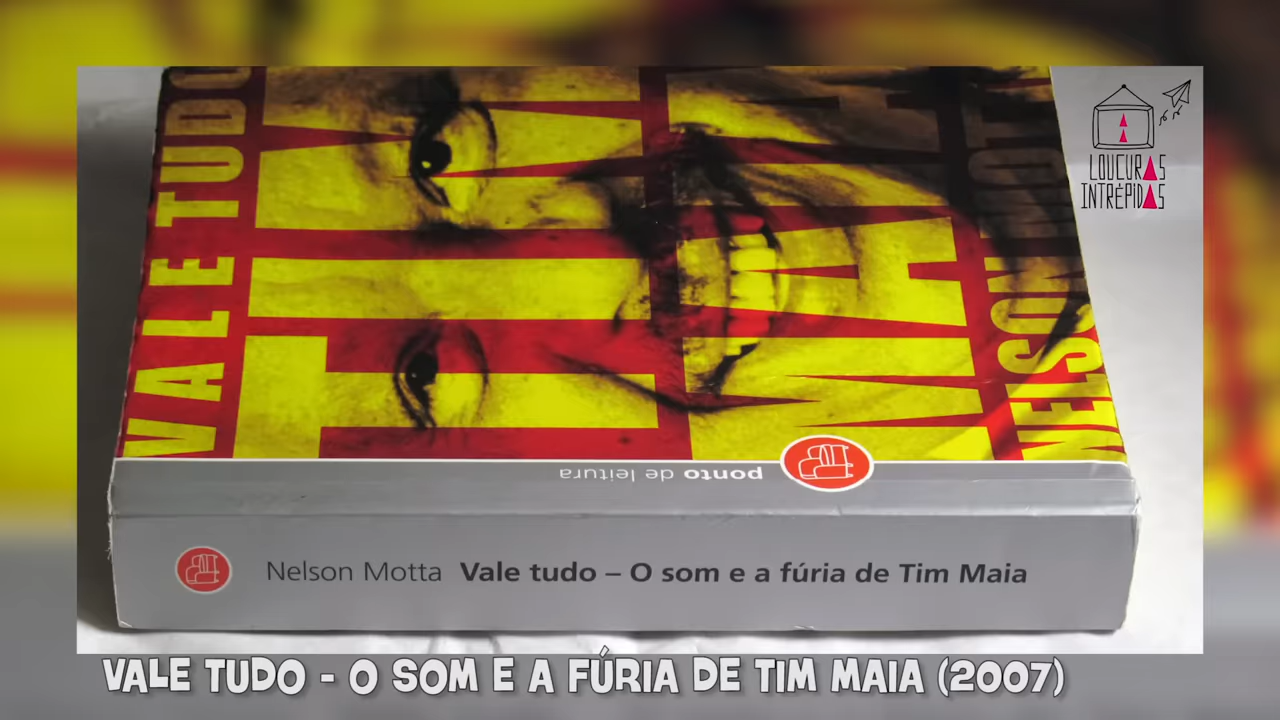 VALE TUDO
TIM
MAIA
NELSON MOTTA
LOUCURAS
INTRÉPIDAS
ponto de leitura
Nelson Motta Vale tudo – O som e a fúria de Tim Maia
VALE TUDO - O SOM E A FÚRIA DE TIM MAIA (2007)